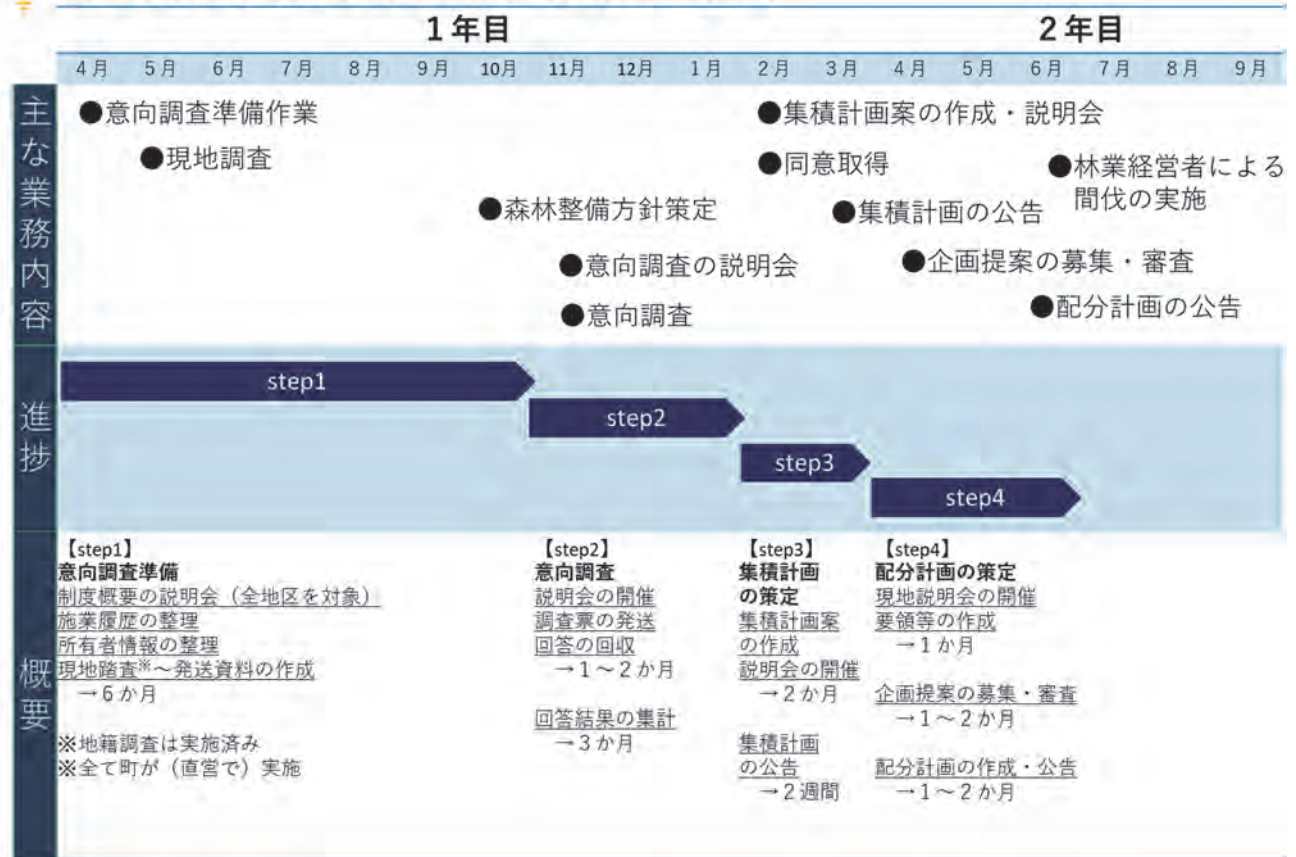 1年目
2年目
4月 5月 6月 7月 8月 9月 10月 11月 12月 1月 2月 3月 4月 5月 6月 7月 8月 9月
主な業務内容
●意向調査準備作業
●集積計画案の作成・説明会
●現地調査
●同意取得
●林業経営者による
間伐の実施
●森林整備方針策定
●集積計画の公告
●意向調査の説明会
●企画提案の募集・審査
●意向調査
●配分計画の公告
進捗
step1
step2
step3
step4
概要
【step1】
意向調査準備
制度概要の説明会（全地区を対象）
施業履歴の整理
所有者情報の整理
現地踏査※～発送資料の作成
→6か月
※地籍調査は実施済み
※全て町が（直営で）実施
【step2】
意向調査
説明会の開催
調査票の発送
回答の回収
→1～2か月
回答結果の集計
→3か月
【step3】
集積計画
の策定
集積計画案
の作成
説明会の開催
→2か月
集積計画
の公告
→2週間
【step4】
配分計画の策定
現地説明会の開催
要領等の作成
→1か月
企画提案の募集・審査
→1～2か月
配分計画の作成・公告
→1～2か月